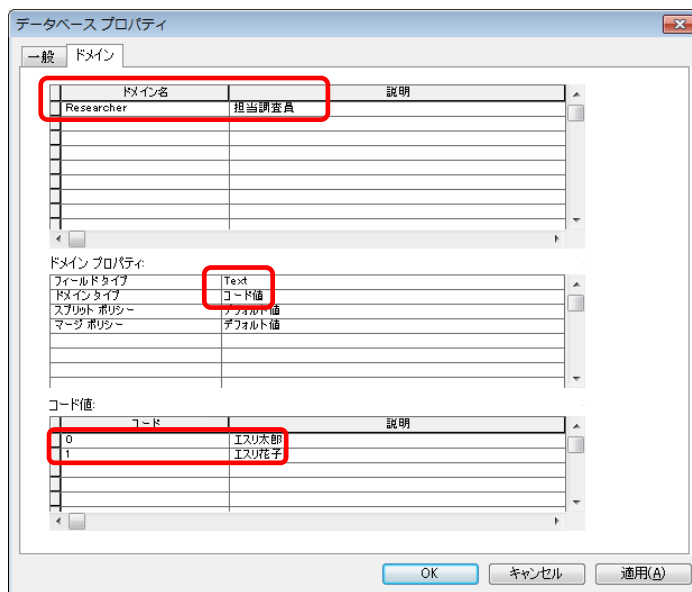 データベース プロパティ
一般 ドメイン
ドメイン名 説明
Researcher 担当調査員
ドメイン プロパティ:
フィールド タイプ Text
ドメイン タイプ コード値
スプリット ポリシー デフォルト値
マージ ポリシー デフォルト値
コード値:
コード 説明
0 エスリ太郎
1 エスリ花子
OK キャンセル 適用(A)